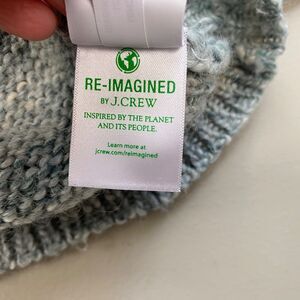 RE-IMAGINED
BY J.CREW
INSPIRED BY THE PLANET
AND ITS PEOPLE.
Learn more at
jcrew.com/reimagined